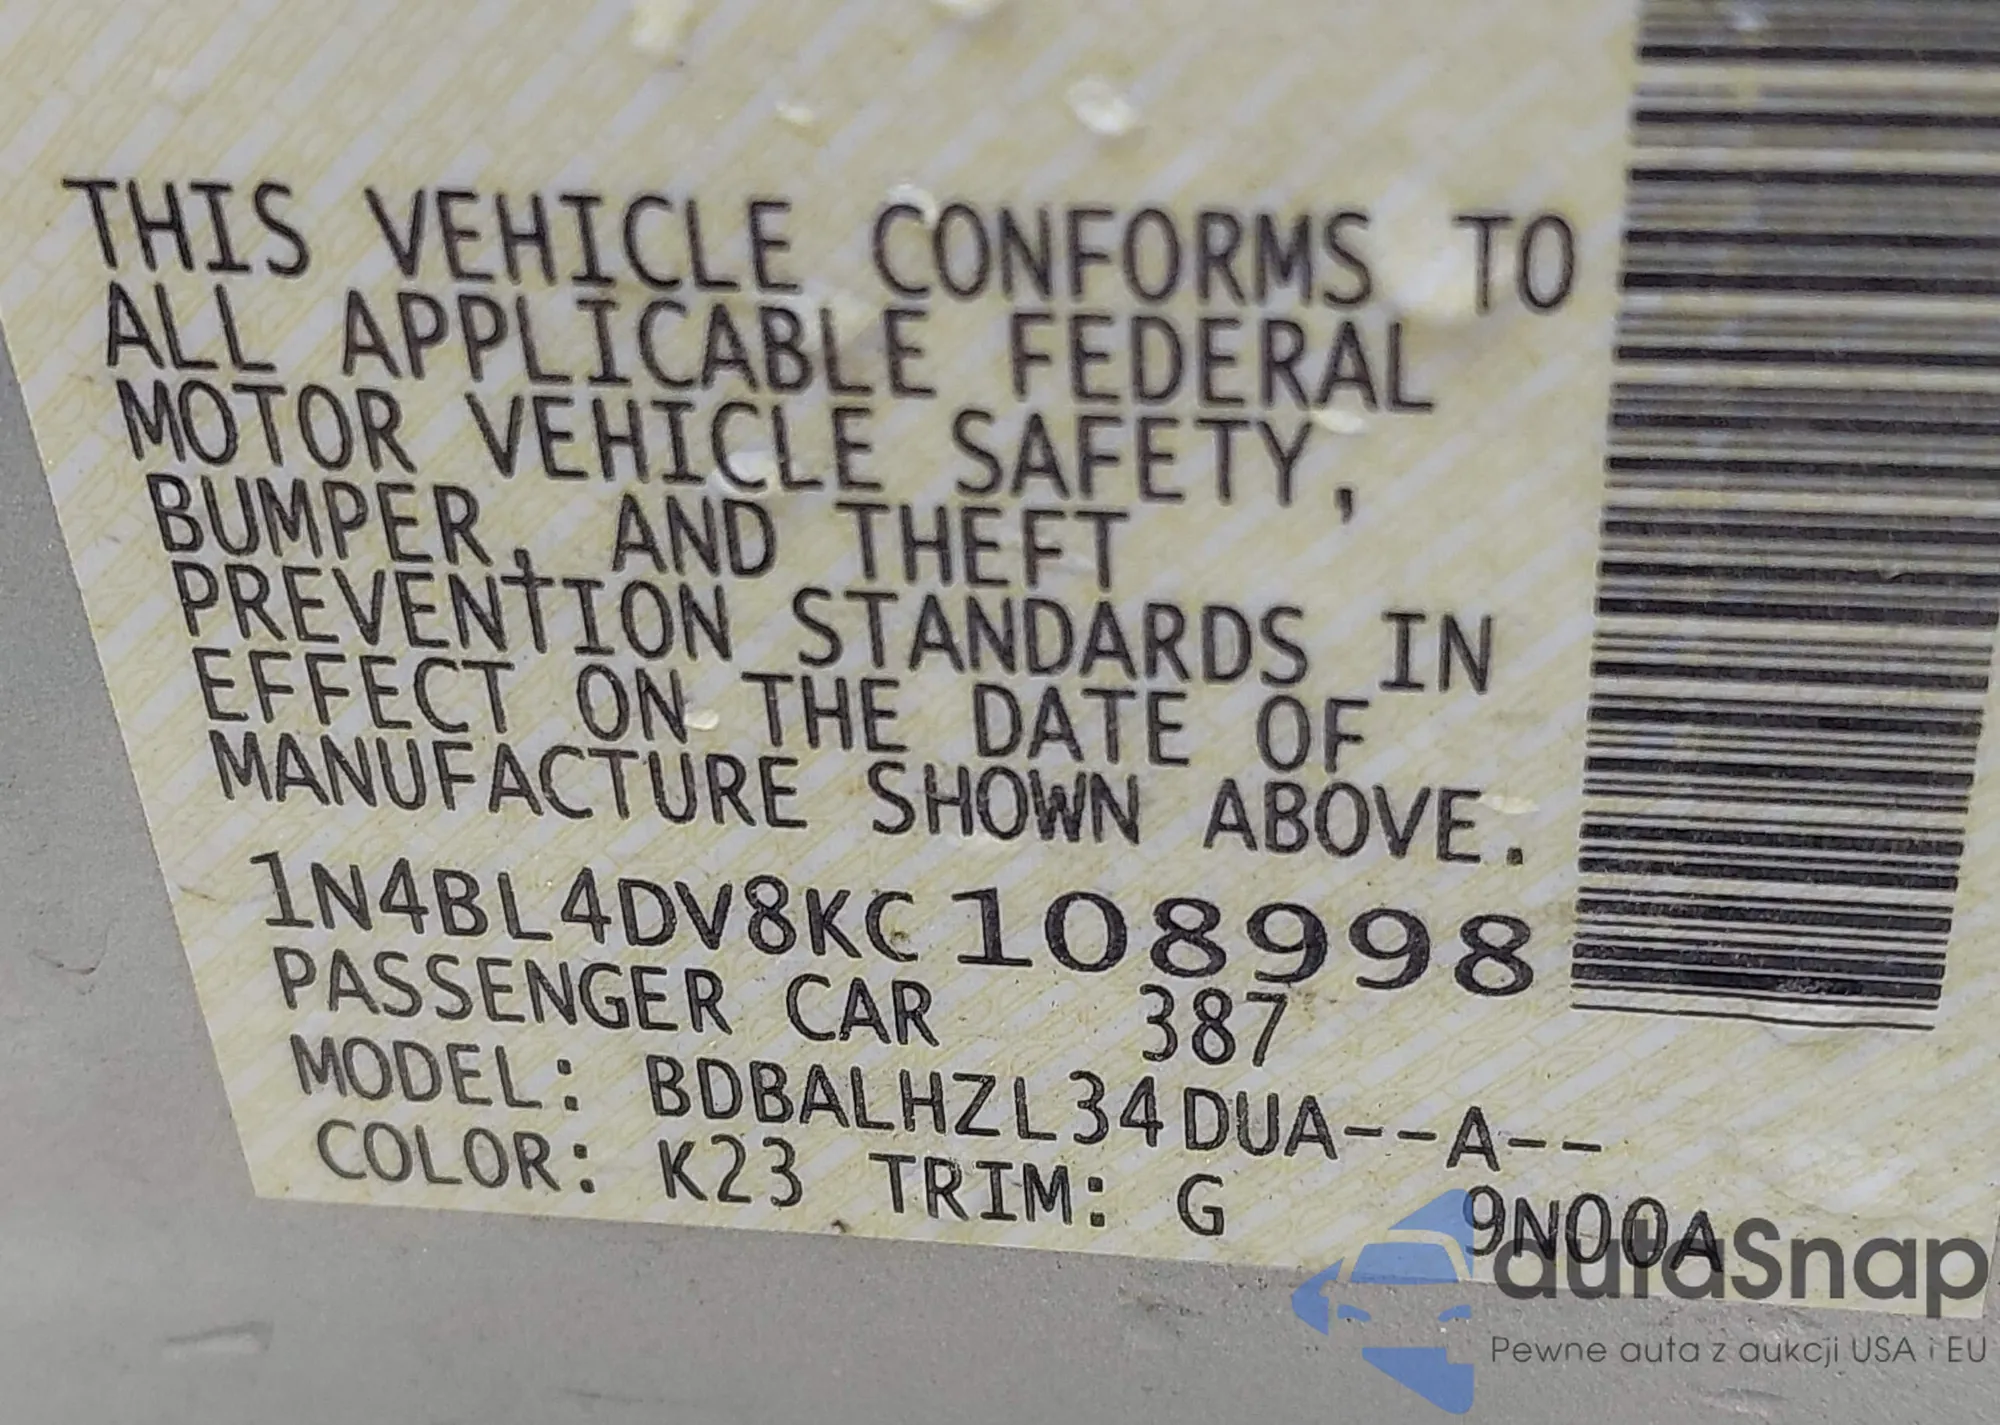 THIS VEHICLE CONFORMS TO
ALL APPLICABLE FEDERAL
MOTOR VEHICLE SAFETY,
BUMPER, AND THEFT
PREVENTION STANDARDS IN
EFFECT ON THE DATE OF
MANUFACTURE SHOWN ABOVE.
1N4BL4DV8KC108998
PASSENGER CAR 387
MODEL: BDBALHZL34DUA--A--
COLOR: K23 TRIM: G 9N00A
autaSnap
Pewne auta z aukcji USA i EU